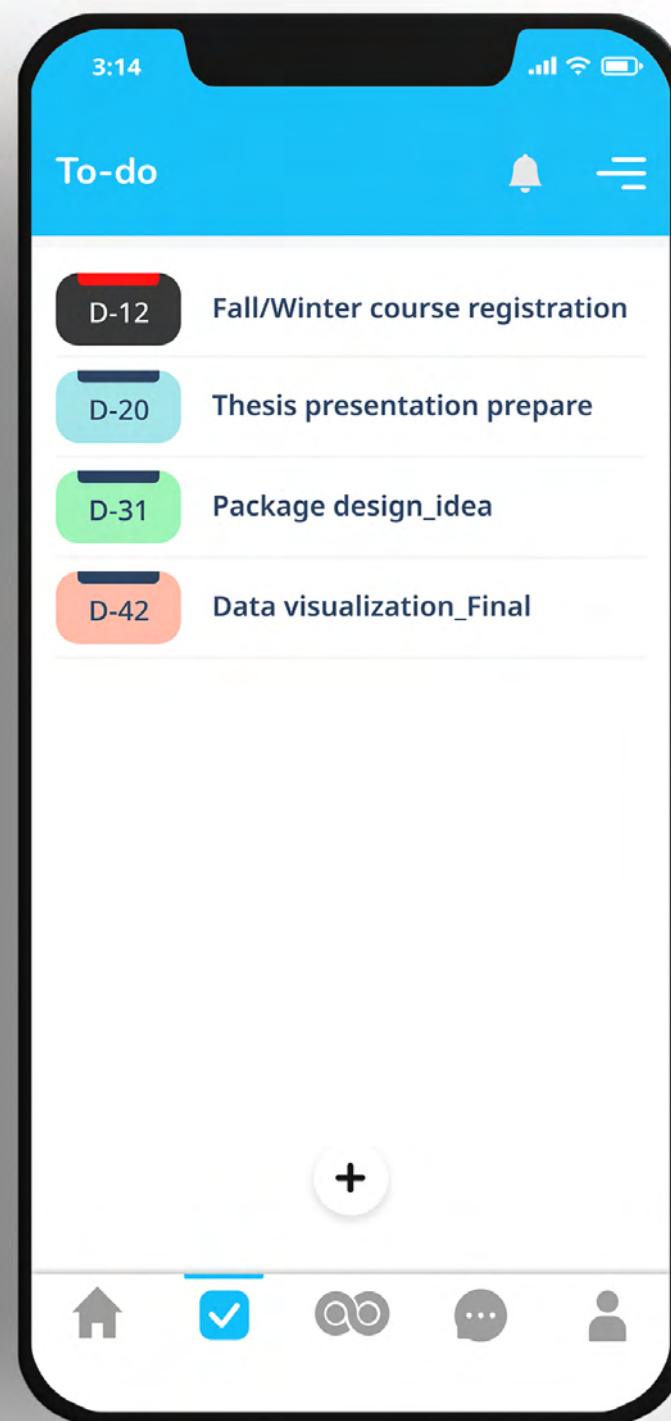 3:14
To-do
D-12 Fall/Winter course registration
D-20 Thesis presentation prepare
D-31 Package design_idea
D-42 Data visualization_Final